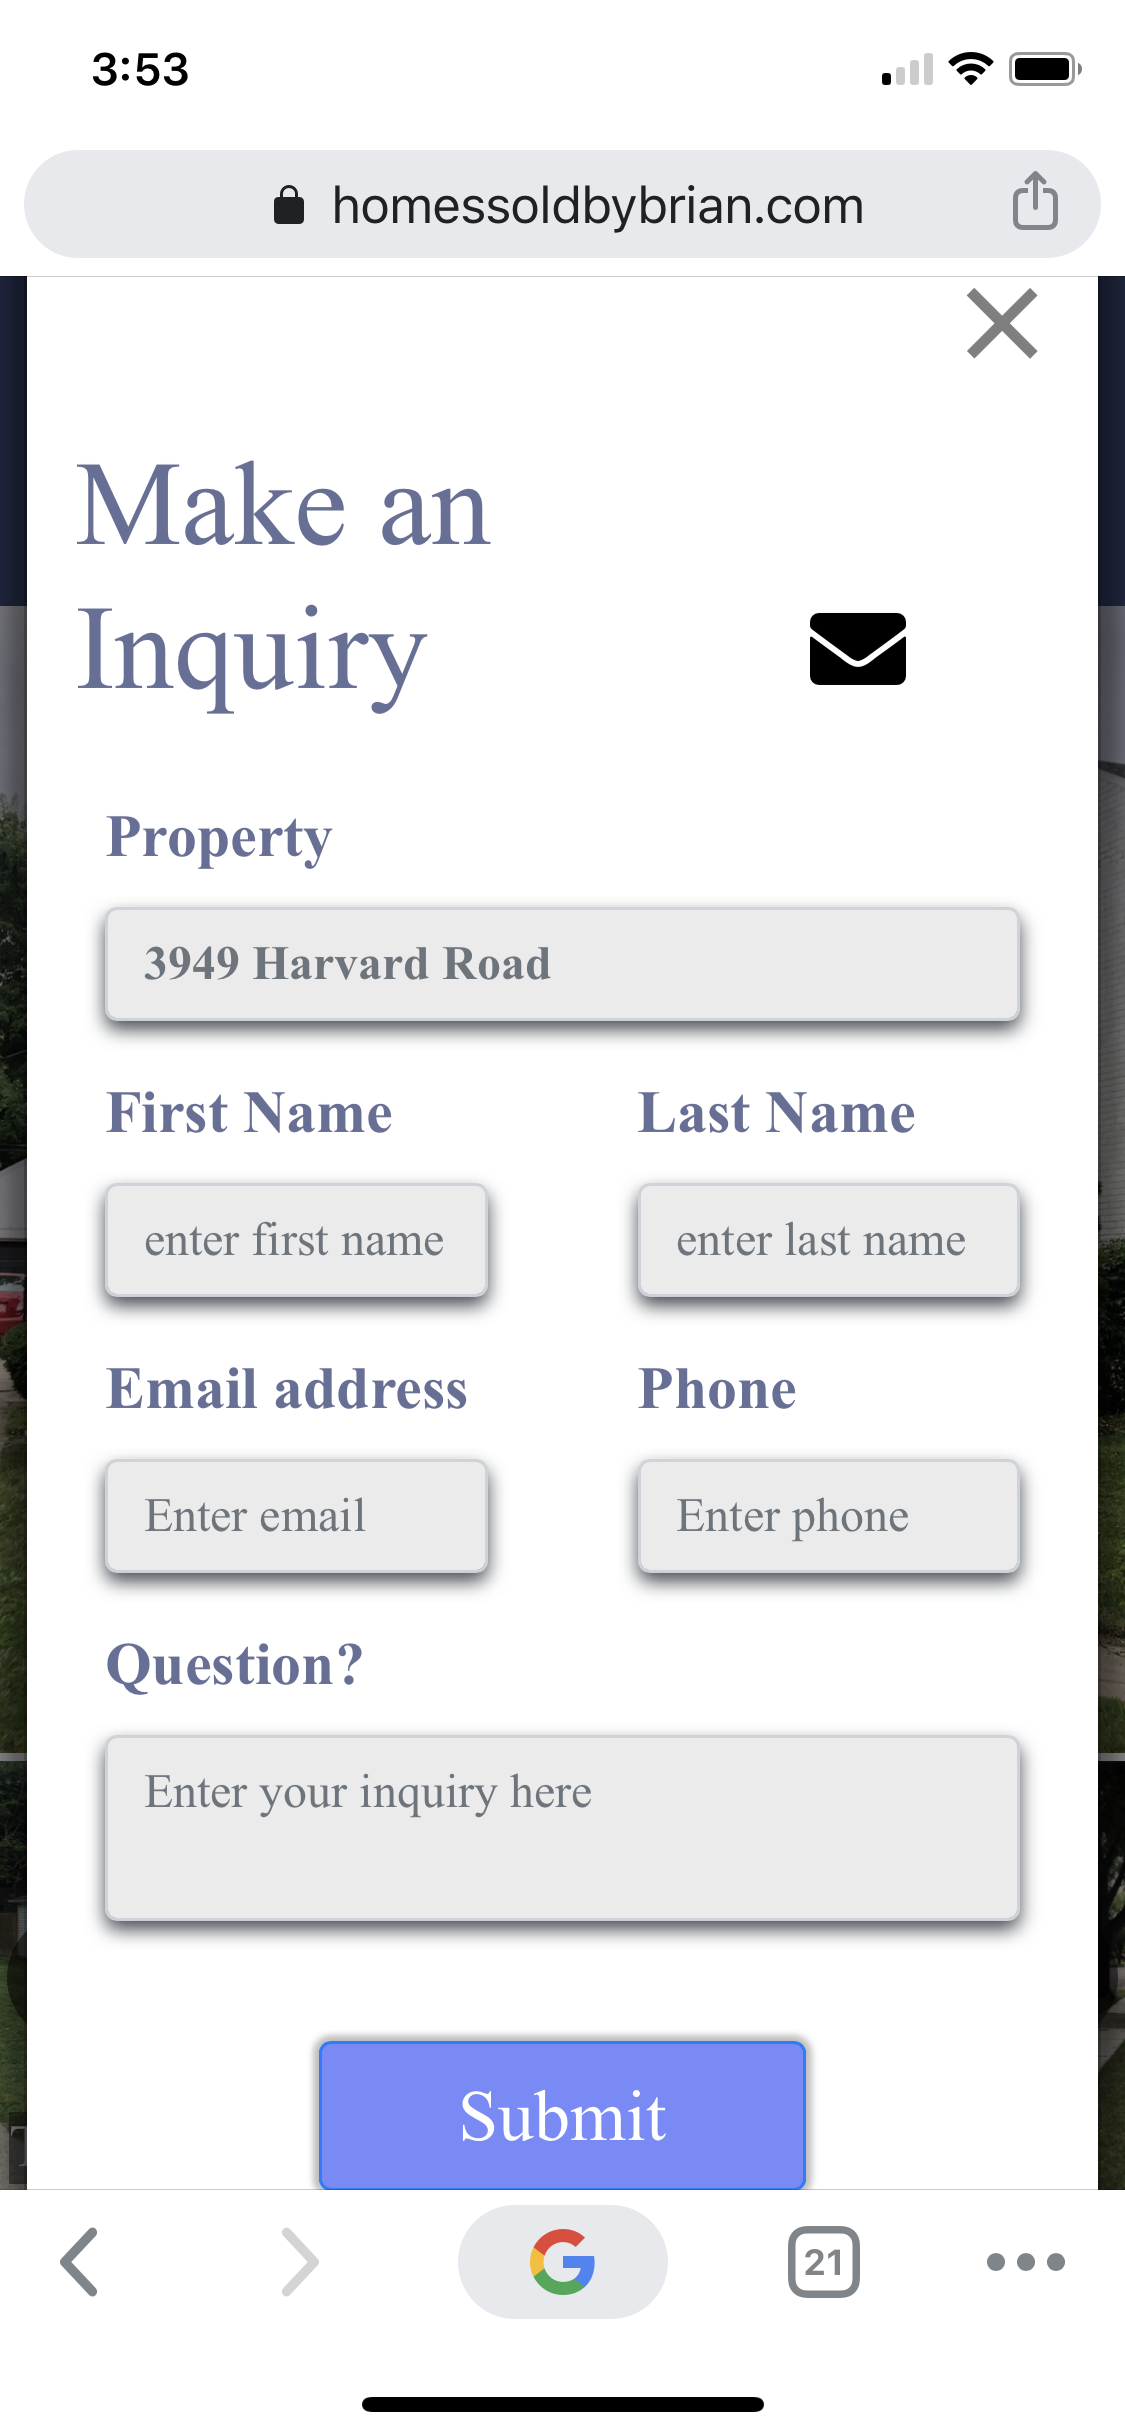 3:53
homessoldbybrian.com
Make an
Inquiry
Property
3949 Harvard Road
First Name Last Name
enter first name enter last name
Email address Phone
Enter email Enter phone
Question?
Enter your inquiry here
Submit
21